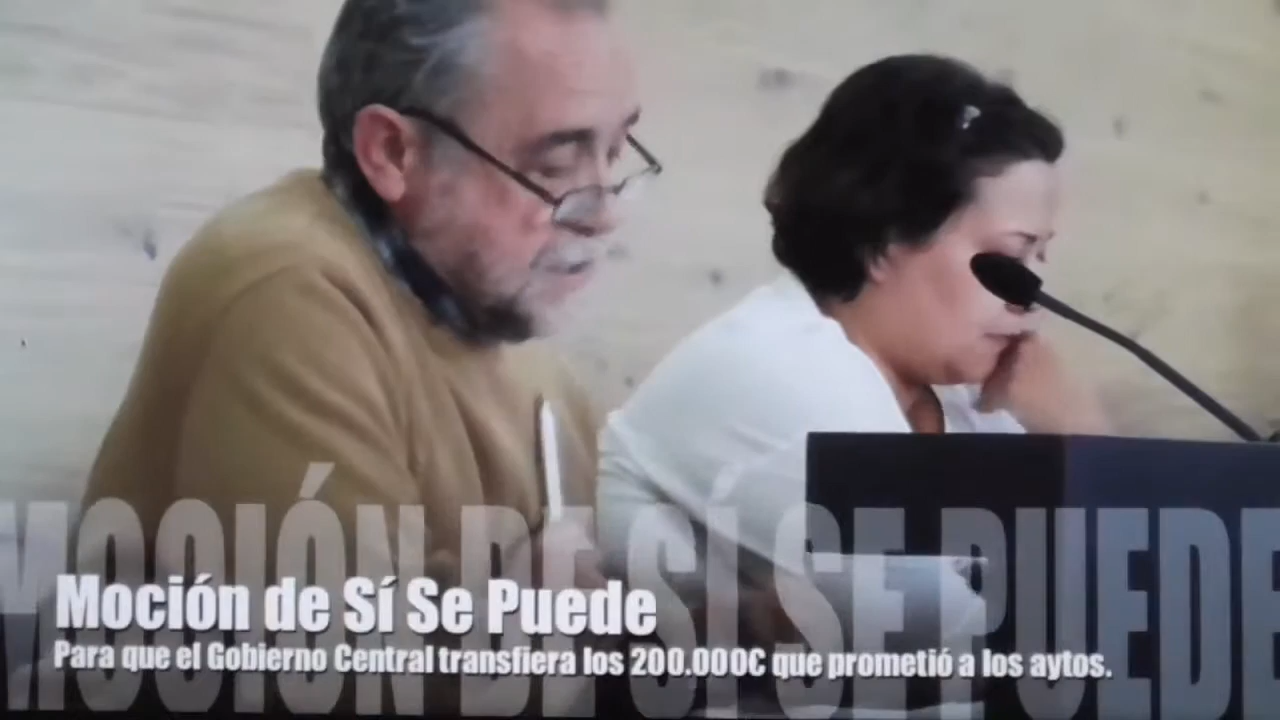 MOCIÓN DE SÍ SE PUEDE
Moción de Sí Se Puede
Para que el Gobierno Central transfiera los 200.000€ que prometió a los aytos.